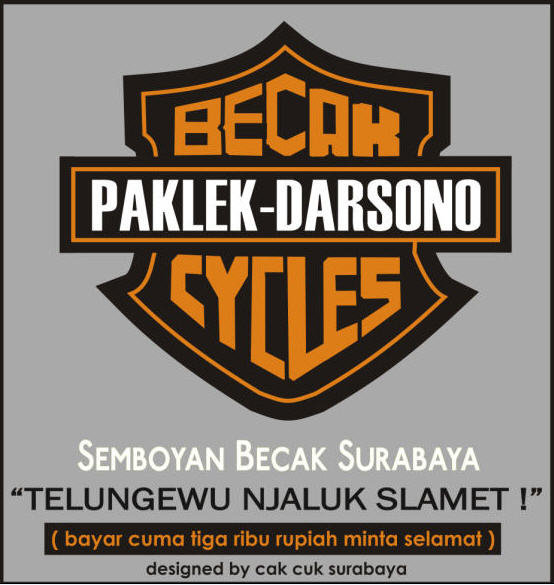 BECAK
PAKLEK-DARSONO
CYCLES
SEMBOYAN BECAK SURABAYA
“TELUNGEWU NJALUK SLAMET !”
( bayar cuma tiga ribu rupiah minta selamat )
designed by cak cuk surabaya